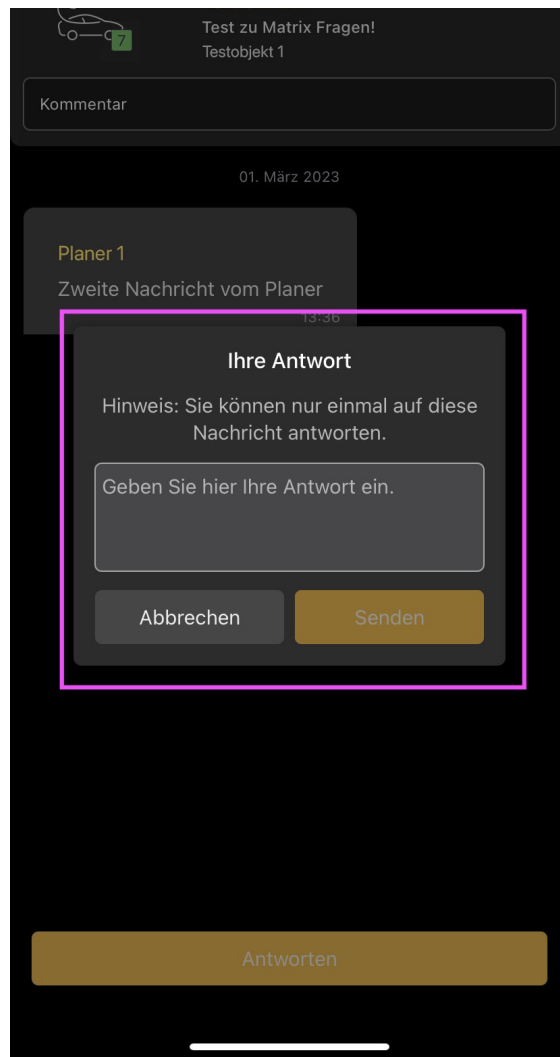 7
Test zu Matrix Fragen!
Testobjekt 1
Kommentar
01. März 2023
Planer 1
Zweite Nachricht vom Planer
13:36
Ihre Antwort
Hinweis: Sie können nur einmal auf diese
Nachricht antworten.
Geben Sie hier Ihre Antwort ein.
Abbrechen
Senden
Antworten